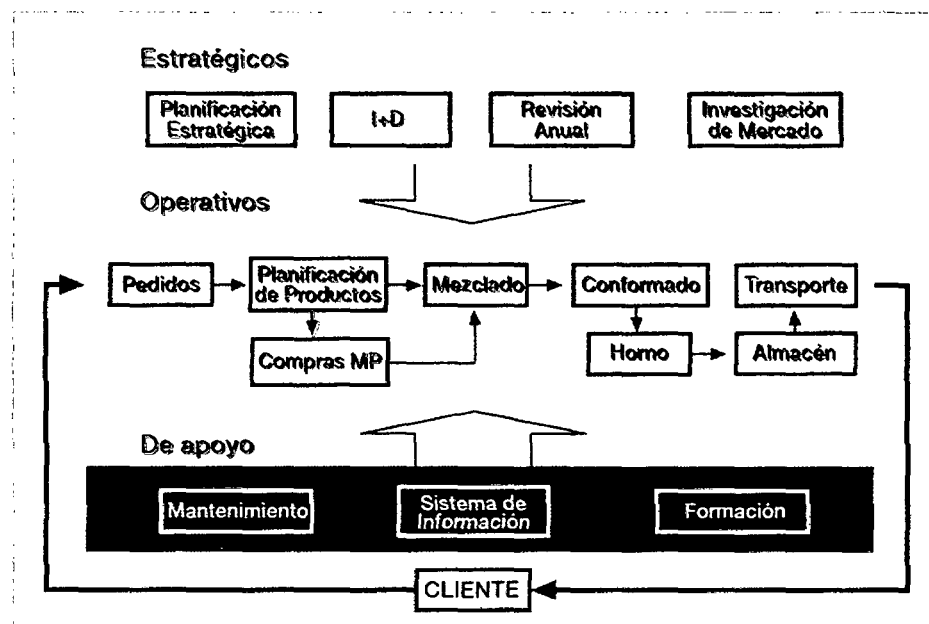 Estratégicos
Planificación
Estratégica
I+D
Revisión
Anual
Investigación
de Mercado
Operativos
Pedidos
Planificación
de Productos
Mezclado
Conformado
Transporte
Compras MP
Horno
Almacén
De apoyo
Mantenimiento
Sistema de
Información
Formación
CLIENTE